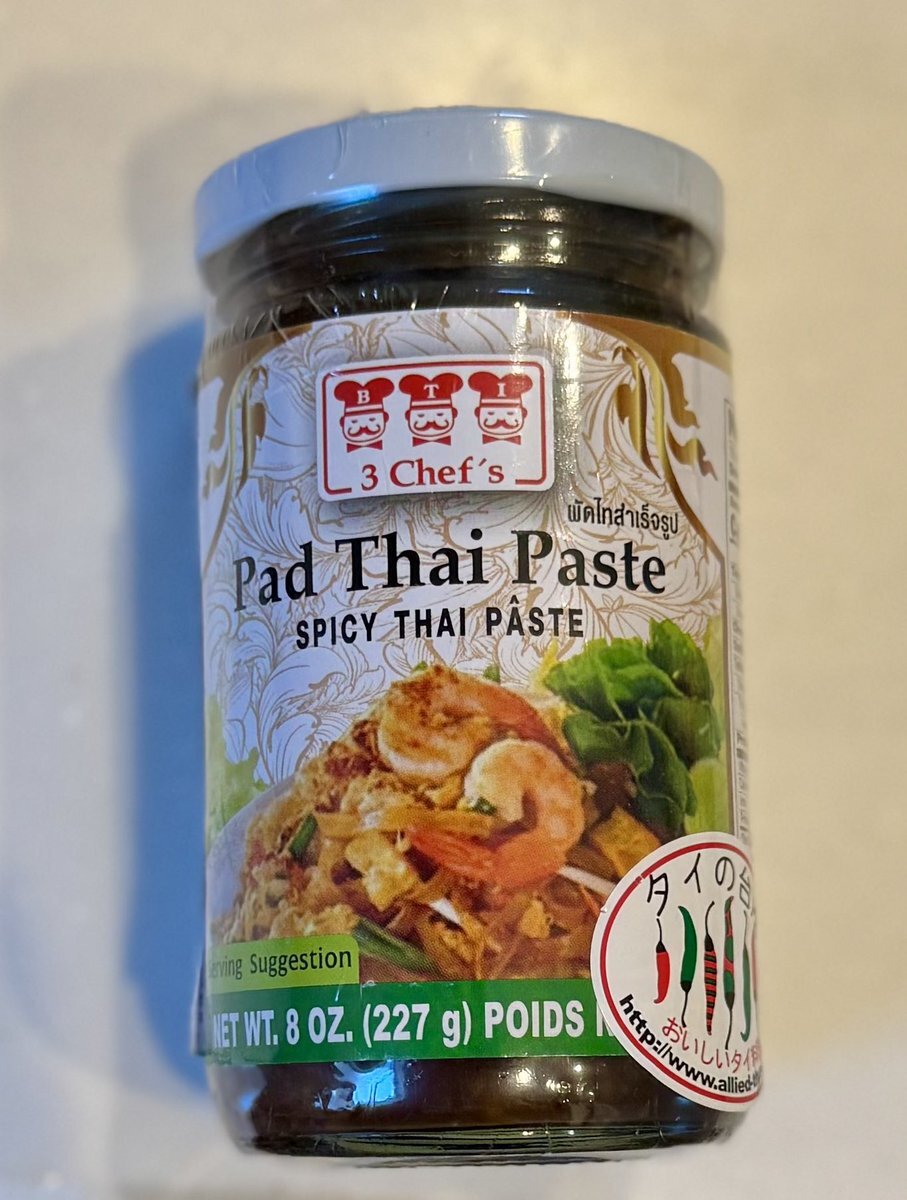 B T I
3 Chef´s
ผัดไทสำเร็จรูป
Pad Thai Paste
SPICY THAI PÂSTE
Suggestion
NET WT. 8 OZ. (227 g) POIDS
タイの
おいしいタイ
http://www.allied-